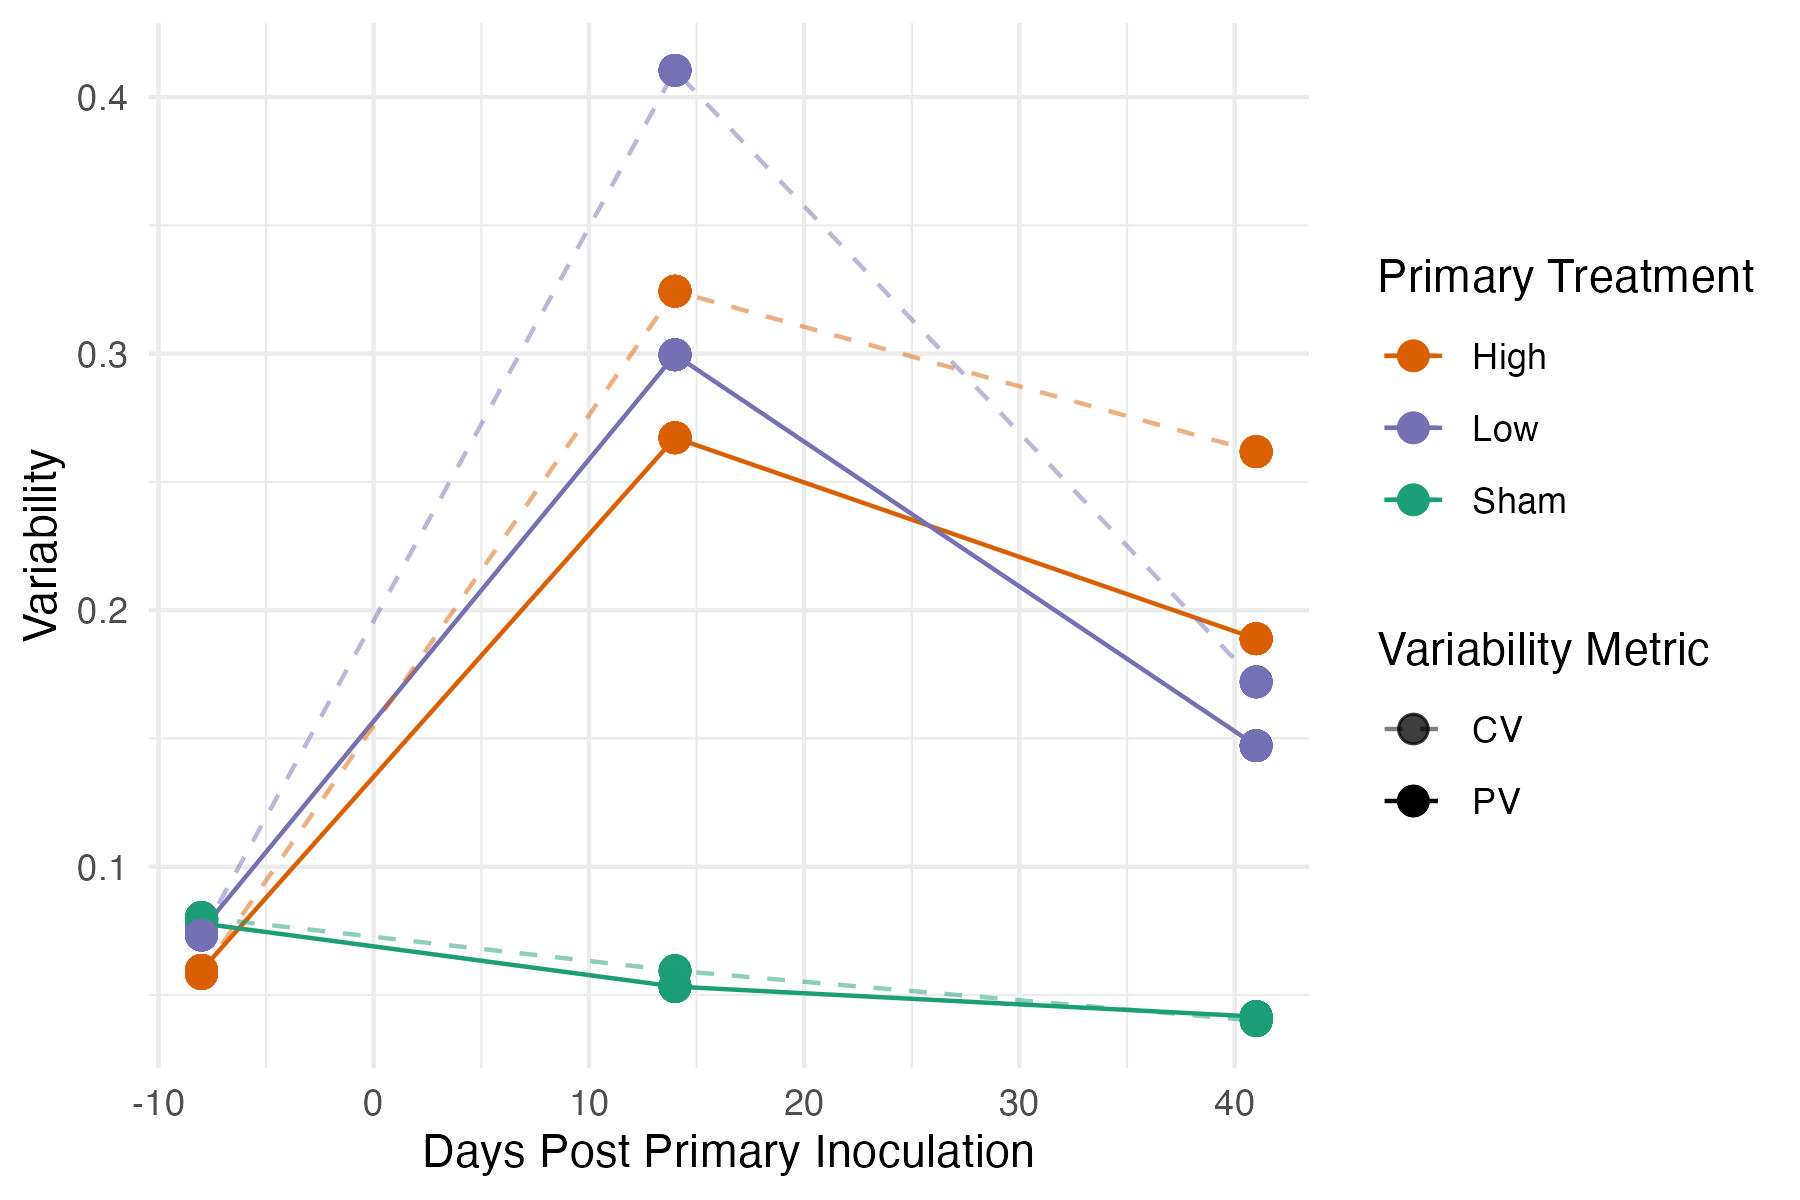 0.4
0.3
0.2
0.1
Variability
-10 0 10 20 30 40
Days Post Primary Inoculation
Primary Treatment
High
Low
Sham
Variability Metric
CV
PV